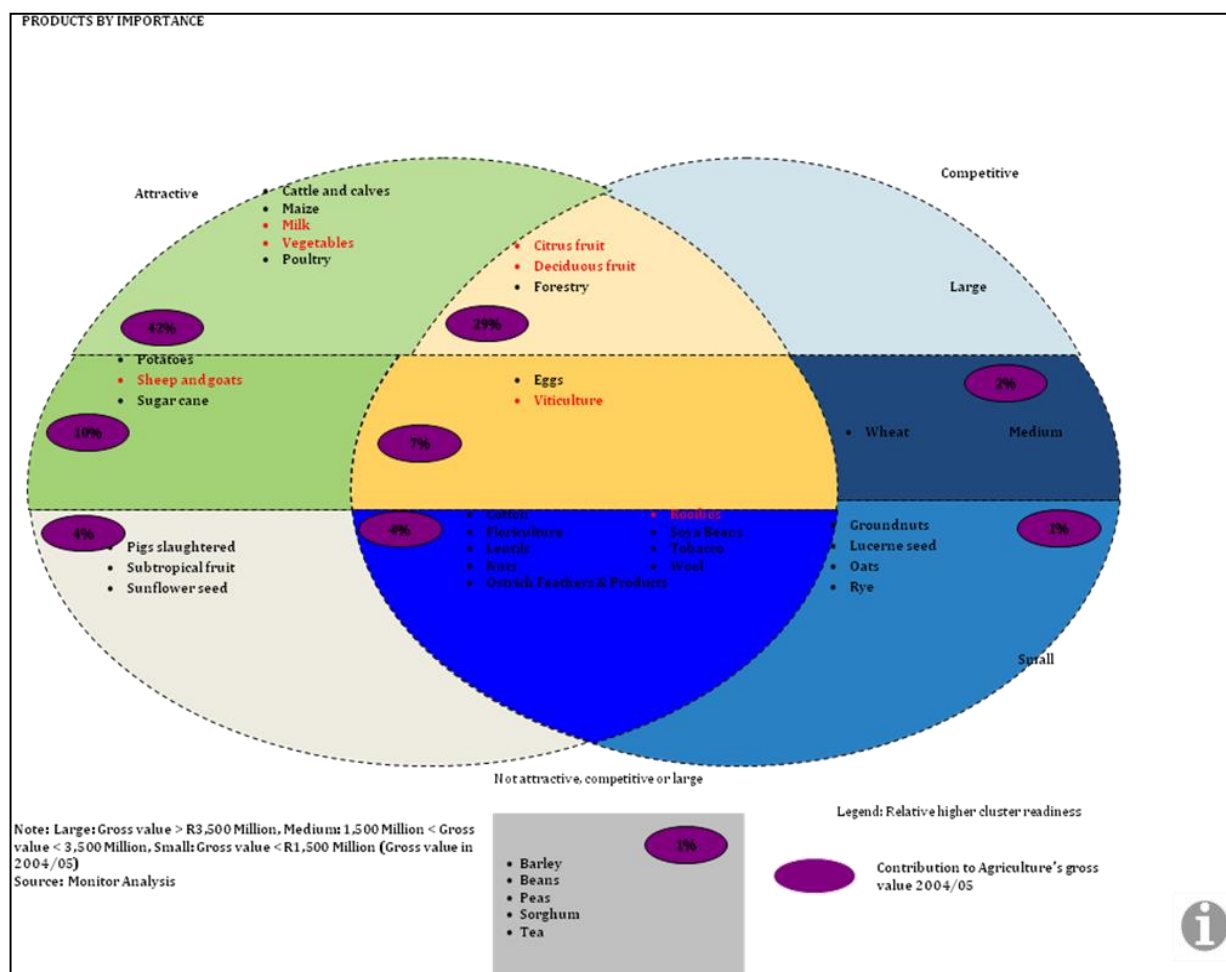 PRODUCTS BY IMPORTANCE
Attractive
Competitive
Cattle and calves
Maize
Milk
Vegetables
Poultry
Citrus fruit
Deciduous fruit
Forestry
Large
42%
29%
Potatoes
Sheep and goats
Sugar cane
10%
Eggs
Viticulture
7%
2%
Wheat
Medium
4%
Pigs slaughtered
Subtropical fruit
Sunflower seed
4%
Cotton
Floriculture
Lentils
Nuts
Ostrich Feathers & Products
Rooibos
Soya Beans
Tobacco
Wool
Groundnuts
Lucerne seed
Oats
Rye
1%
Small
Not attractive, competitive or large
Note: Large: Gross value > R3,500 Million, Medium: 1,500 Million < Gross
value < 3,500 Million, Small: Gross value < R1,500 Million (Gross value in
2004/05)
Source: Monitor Analysis
1%
Barley
Beans
Peas
Sorghum
Tea
Legend: Relative higher cluster readiness
Contribution to Agriculture's gross
value 2004/05